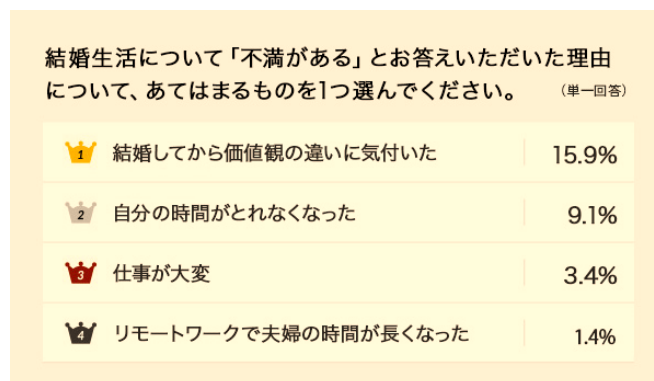 結婚生活について「不満がある」とお答えいただいた理由
について、あてはまるものを1つ選んでください。 （単一回答）
1 結婚してから価値観の違いに気付いた 15.9%
2 自分の時間がとれなくなった 9.1%
3 仕事が大変 3.4%
4 リモートワークで夫婦の時間が長くなった 1.4%